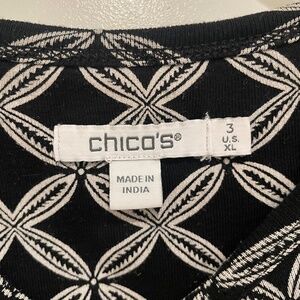 chico's®
3
U.S.
XL
MADE IN
INDIA